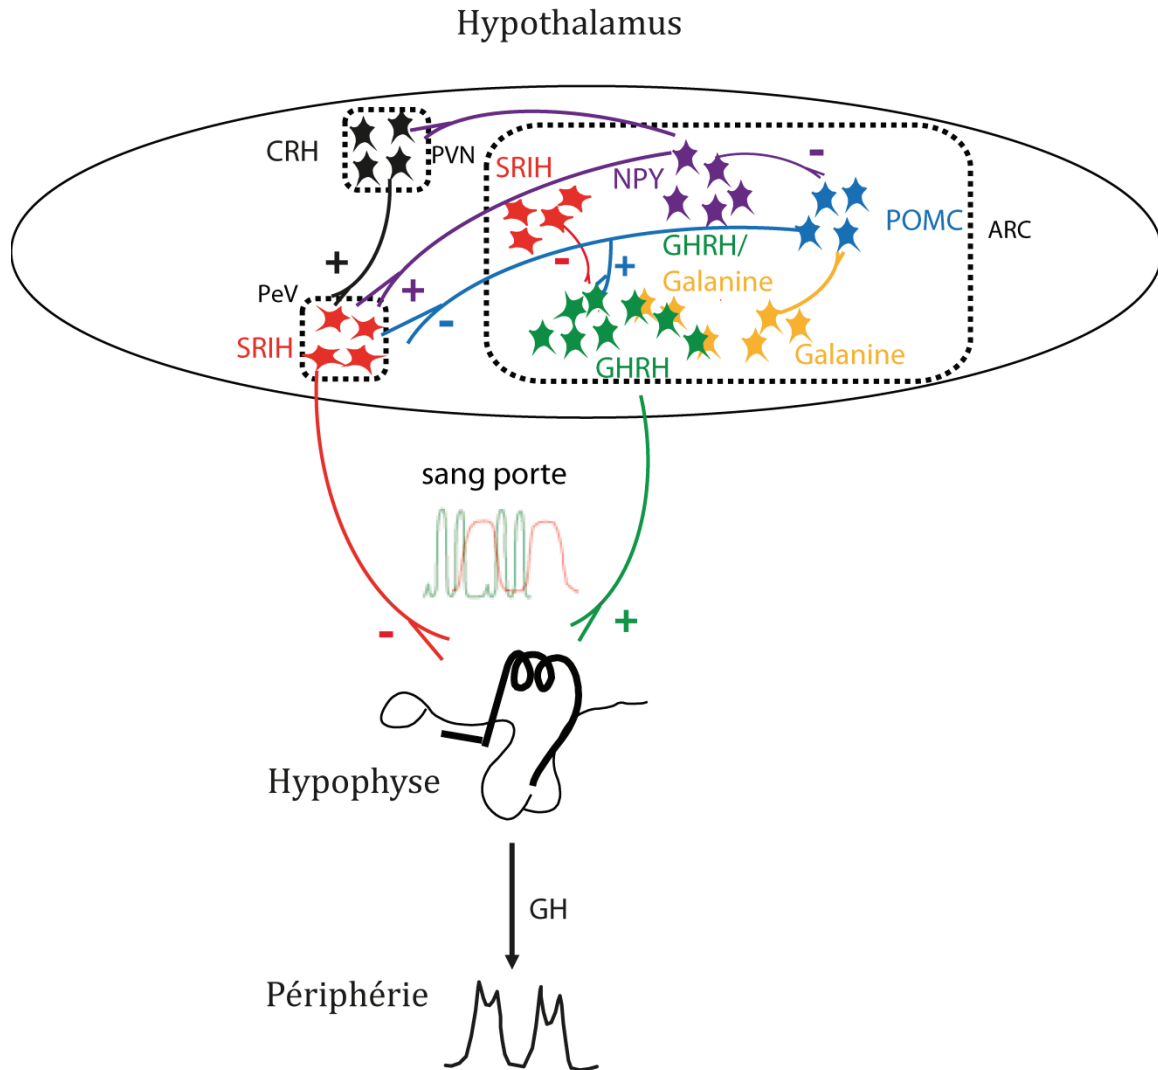 Hypothalamus
CRH
PVN
SRIH
NPY
-
POMC
ARC
GHRH/
Galanine
-
+
+
PeV
+
-
SRIH
GHRH
Galanine
sang porte
-
+
Hypophyse
GH
Périphérie